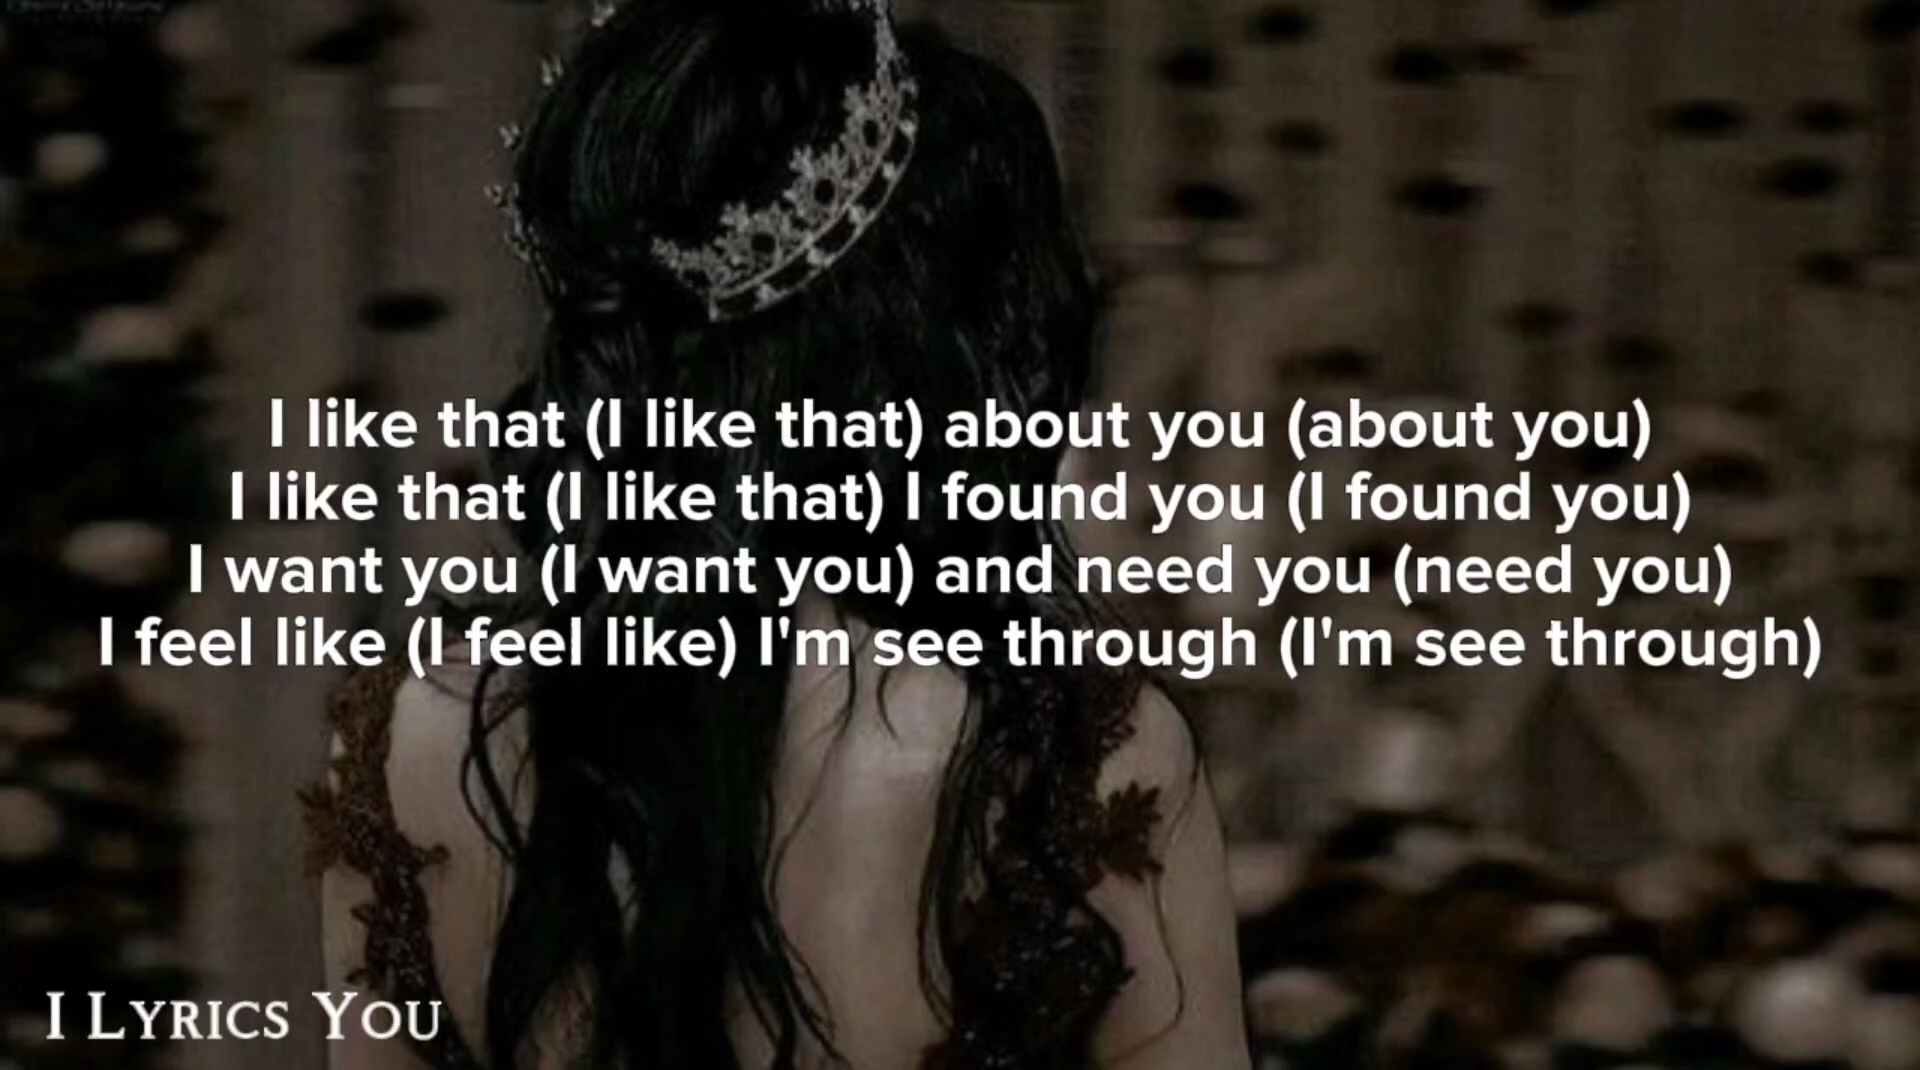 I like that (I like that) about you (about you)
I like that (I like that) I found you (I found you)
I want you (I want you) and need you (need you)
I feel like (I feel like) I'm see through (I'm see through)
I Lyrics You